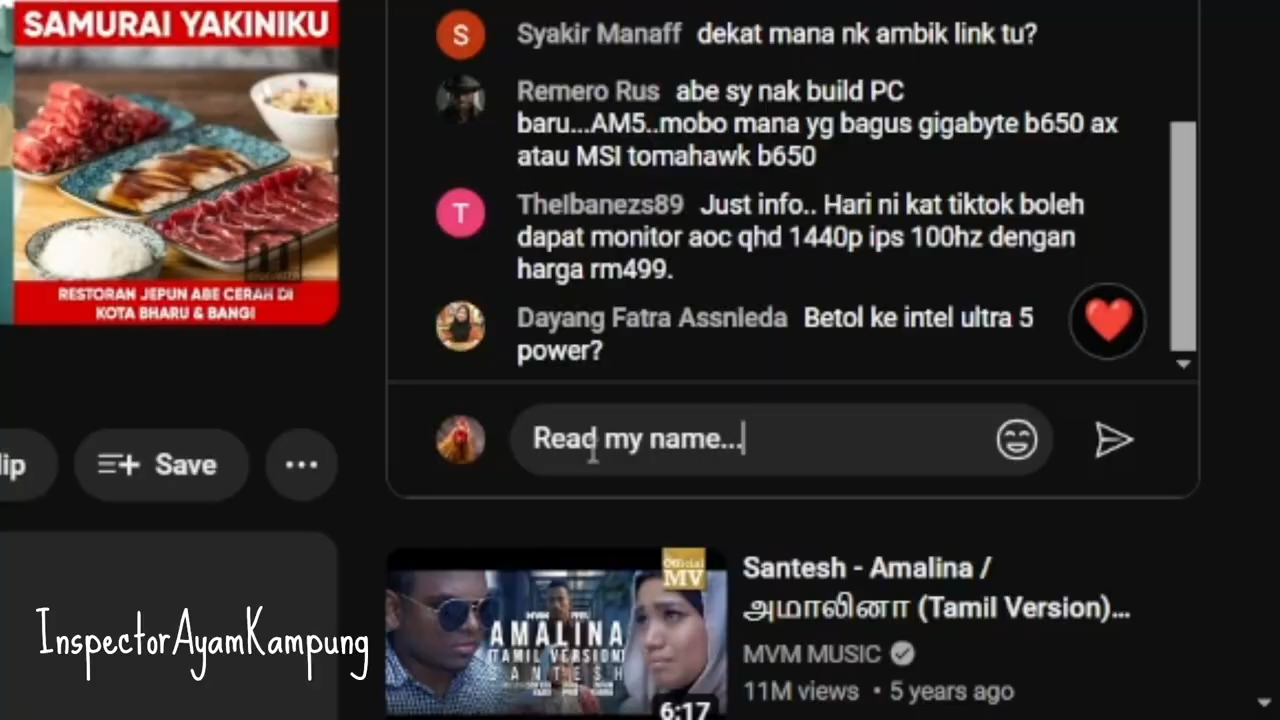 SAMURAI YAKINIKU
RESTORAN JEPUN ABE CERAH DI
KOTA BHARU & BANGI
Syakir Manaff dekat mana nk ambik link tu?
Remero Rus abe sy nak build PC
baru...AM5..mobo mana yg bagus gigabyte b650 ax
atau MSI tomahawk b650
TheIbanezs89 Just info.. Hari ni kat tiktok boleh
dapat monitor aoc qhd 1440p ips 100hz dengan
harga rm499.
Dayang Fatra Assnleda Betol ke intel ultra 5
power?
Read my name...
lip
Save
InspectorAyamKampung
Official
MV
AMALINA
(TAMIL VERSION)
SANTESH
6:17
Santesh - Amalina /
அமாலினா (Tamil Version)...
MVM MUSIC
11M views • 5 years ago